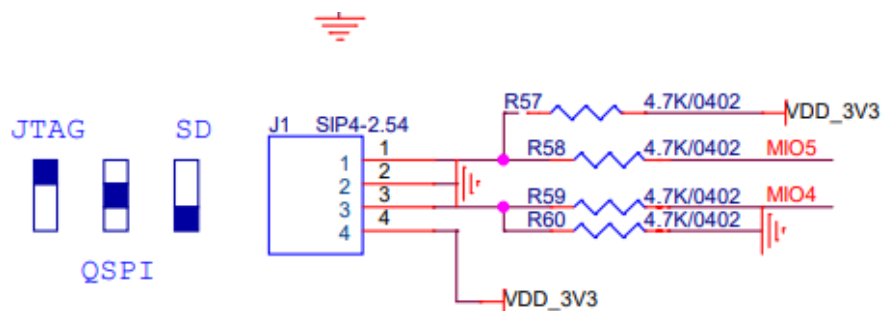 R57 4.7K/0402 VDD_3V3
JTAG SD J1 SIP4-2.54
1 1 R58 4.7K/0402 MIO5
2 2
3 3 R59 4.7K/0402 MIO4
4 4 R60 4.7K/0402
QSPI
VDD_3V3